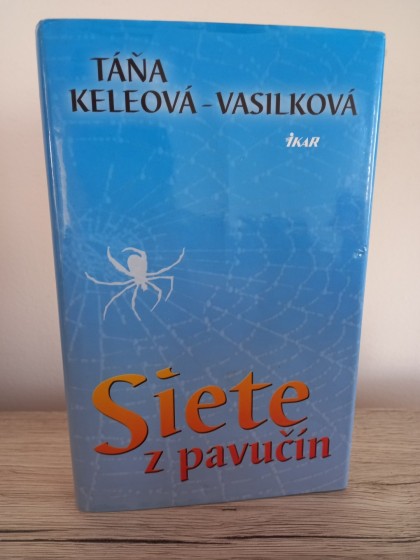 TÁŇA
KELEOVÁ-VASILKOVÁ
IKAR
Siete
z pavučín